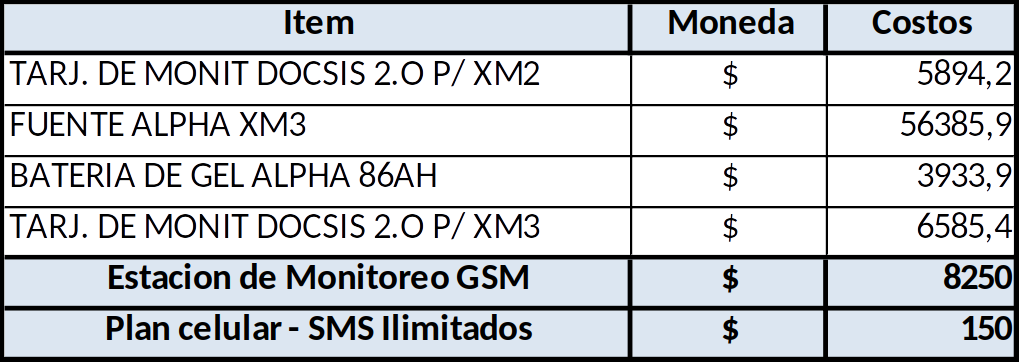 Item Moneda Costos
TARJ. DE MONIT DOCSIS 2.O P/ XM2 $ 5894,2
FUENTE ALPHA XM3 $ 56385,9
BATERIA DE GEL ALPHA 86AH $ 3933,9
TARJ. DE MONIT DOCSIS 2.O P/ XM3 $ 6585,4
Estacion de Monitoreo GSM $ 8250
Plan celular - SMS Ilimitados $ 150